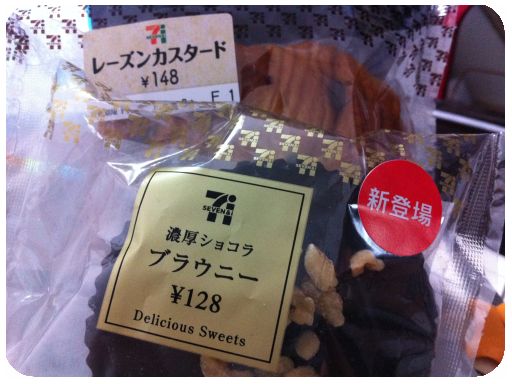 レーズンカスタード
¥148
F 1
新登場
SEVEN&i
濃厚ショコラ
ブラウニー
¥128
Delicious Sweets